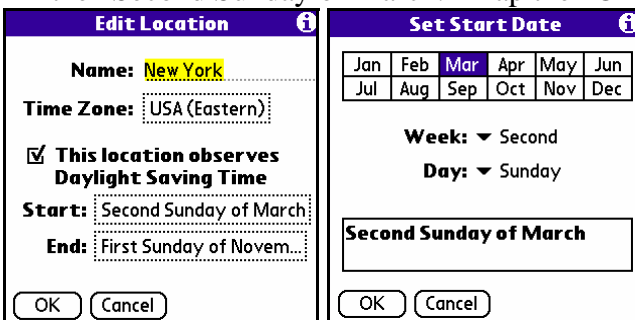 Edit Location
Name: New York
Time Zone: USA (Eastern)
This location observes
Daylight Saving Time
Start: Second Sunday of March
End: First Sunday of Novem...
OK Cancel
Set Start Date
Jan Feb Mar Apr May Jun
Jul Aug Sep Oct Nov Dec
Week: Second
Day: Sunday
Second Sunday of March
OK Cancel